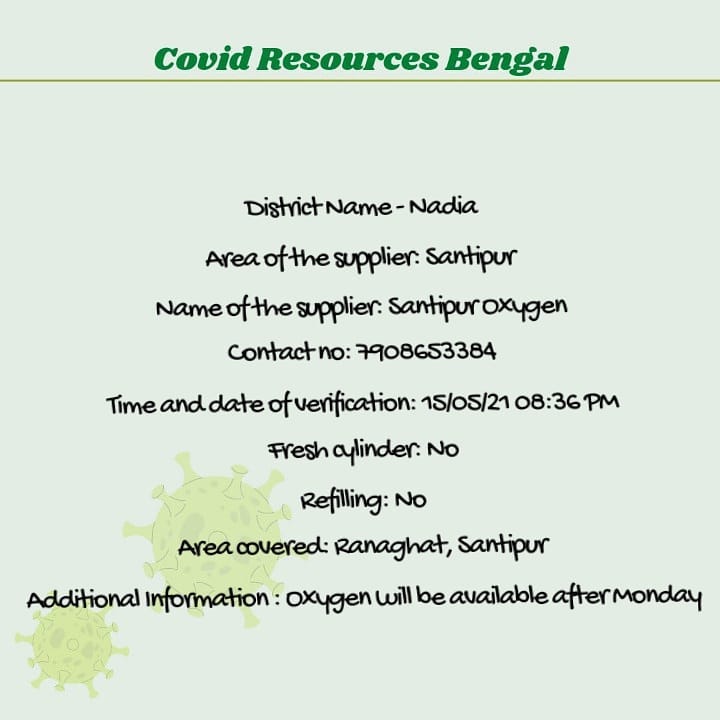 Covid Resources Bengal
District Name - Nadia
Area of the supplier: Santipur
Name of the supplier: Santipur Oxygen
Contact no: 7908653384
Time and date of verification: 15/05/21 08:36 PM
Fresh cylinder: No
Refilling: No
Area covered: Ranaghat, Santipur
Additional Information : Oxygen will be available after Monday